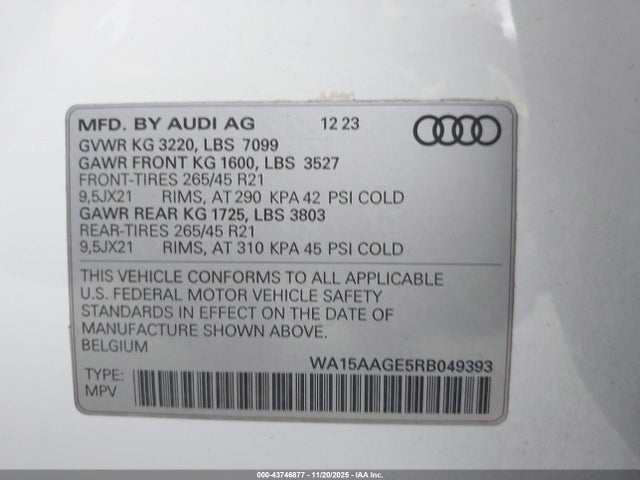 MFD. BY AUDI AG 12 23
GVWR KG 3220, LBS 7099
GAWR FRONT KG 1600, LBS 3527
FRONT-TIRES 265/45 R21
9,5JX21 RIMS, AT 290 KPA 42 PSI COLD
GAWR REAR KG 1725, LBS 3803
REAR-TIRES 265/45 R21
9,5JX21 RIMS, AT 310 KPA 45 PSI COLD
THIS VEHICLE CONFORMS TO ALL APPLICABLE
U.S. FEDERAL MOTOR VEHICLE SAFETY
STANDARDS IN EFFECT ON THE DATE OF
MANUFACTURE SHOWN ABOVE.
BELGIUM
WA15AAGE5RB049393
TYPE:
MPV
000-43746877 - 11/20/2025 - IAA Inc.